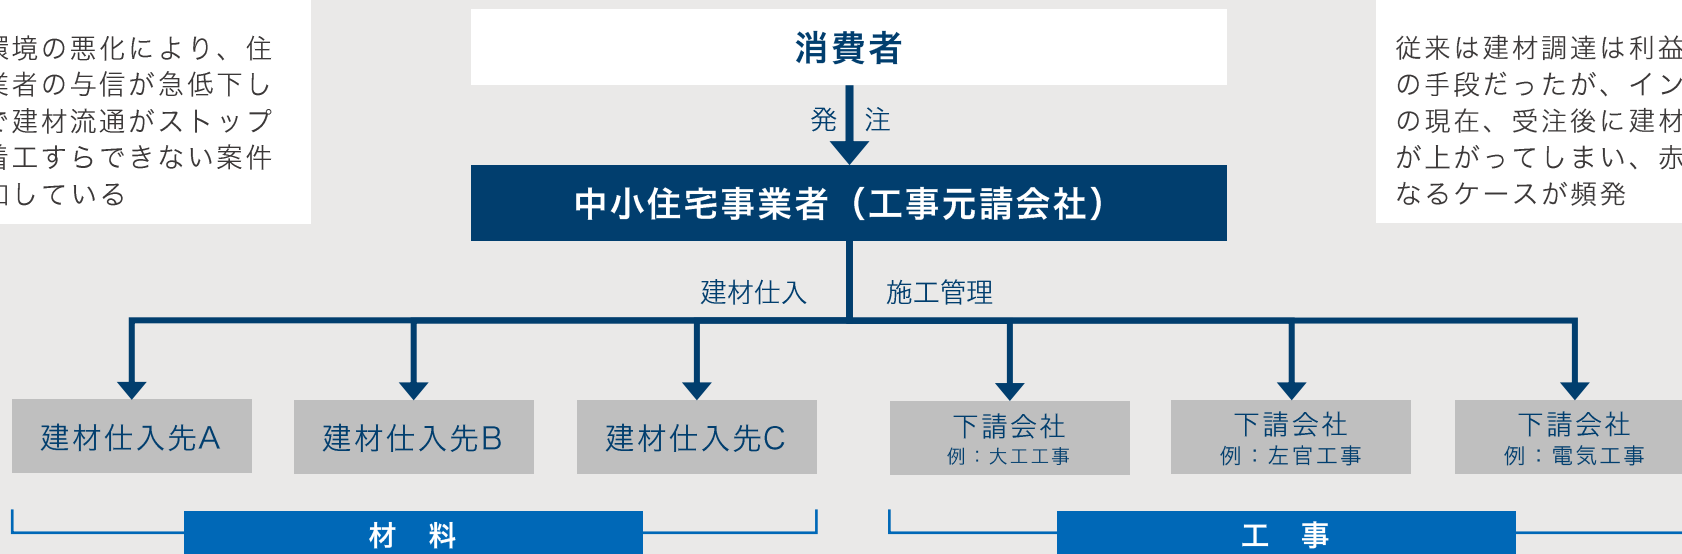 環境の悪化により、住
業者の与信が急低下し
で建材流通がストップ
着工すらできない案件
加している
消費者
従来は建材調達は利益
の手段だったが、イン
の現在、受注後に建材
が上がってしまい、赤
なるケースが頻発
発 注
中小住宅事業者（工事元請会社）
建材仕入 施工管理
建材仕入先A
建材仕入先B
建材仕入先C
下請会社
例：大工工事
下請会社
例：左官工事
下請会社
例：電気工事
材 料
工 事